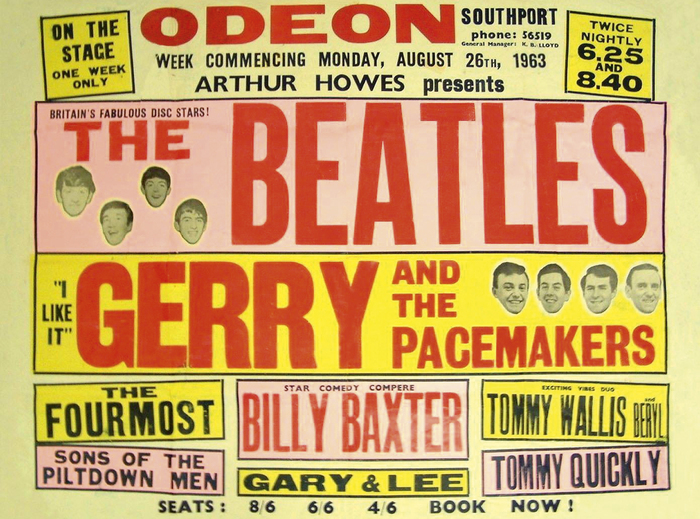 ON THE
STAGE
ONE WEEK
ONLY
ODEON
SOUTHPORT
phone: 56519
General Manager: K. B. LLOYD
TWICE
NIGHTLY
6.25
AND
8.40
WEEK COMMENCING MONDAY, AUGUST 26TH, 1963
ARTHUR HOWES presents
BRITAIN'S FABULOUS DISC STARS!
THE
BEATLES
"I
LIKE
IT"
GERRY
AND
THE
PACEMAKERS
THE
FOURMOST
SONS OF THE
PILTDOWN MEN
STAR COMEDY COMPERE
BILLY BAXTER
GARY & LEE
EXCITING VIBES DUO
TOMMY WALLIS and BERYL
TOMMY QUICKLY
SEATS: 8/6 6/6 4/6 BOOK NOW!